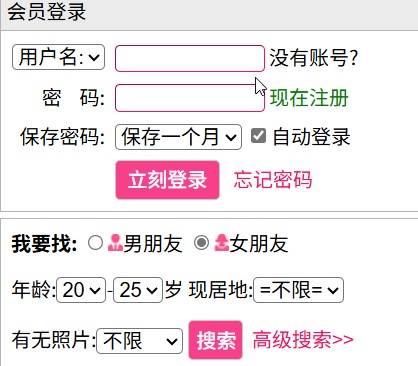 会员登录
用户名: 没有账号?
密 码: 现在注册
保存密码: 保存一个月 自动登录
立刻登录 忘记密码
我要找: 男朋友 女朋友
年龄: 20 - 25 岁 现居地: =不限=
有无照片: 不限 搜索 高级搜索>>